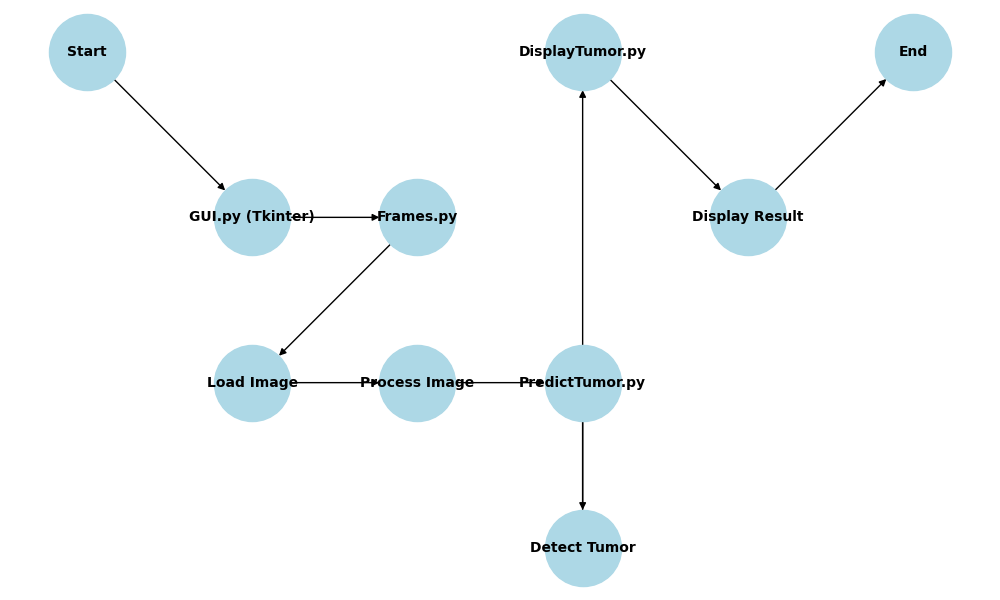 Start
DisplayTumor.py
End
GUI.py (Tkinter)
Frames.py
Display Result
Load Image
Process Image
PredictTumor.py
Detect Tumor